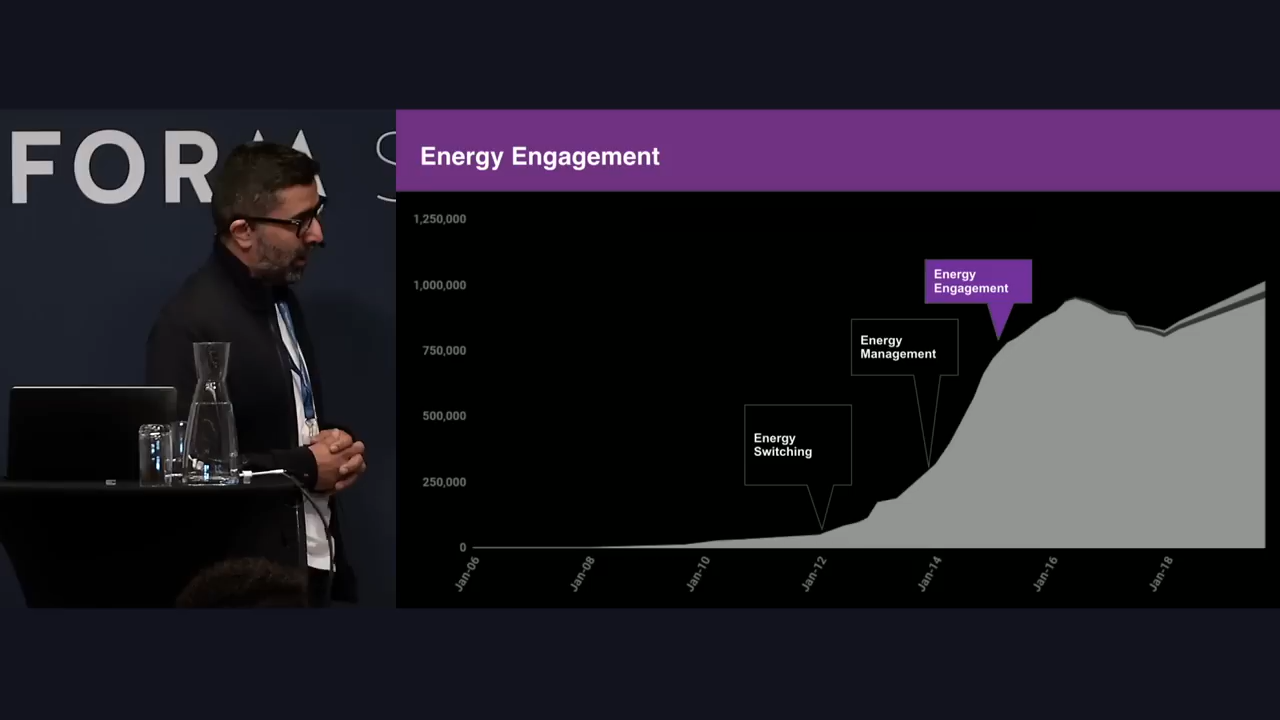 FORM S
Energy Engagement
1,250,000
1,000,000
750,000
500,000
250,000
0
Energy
Engagement
Energy
Management
Energy
Switching
Jan-06
Jan-08
Jan-10
Jan-12
Jan-14
Jan-16
Jan-18